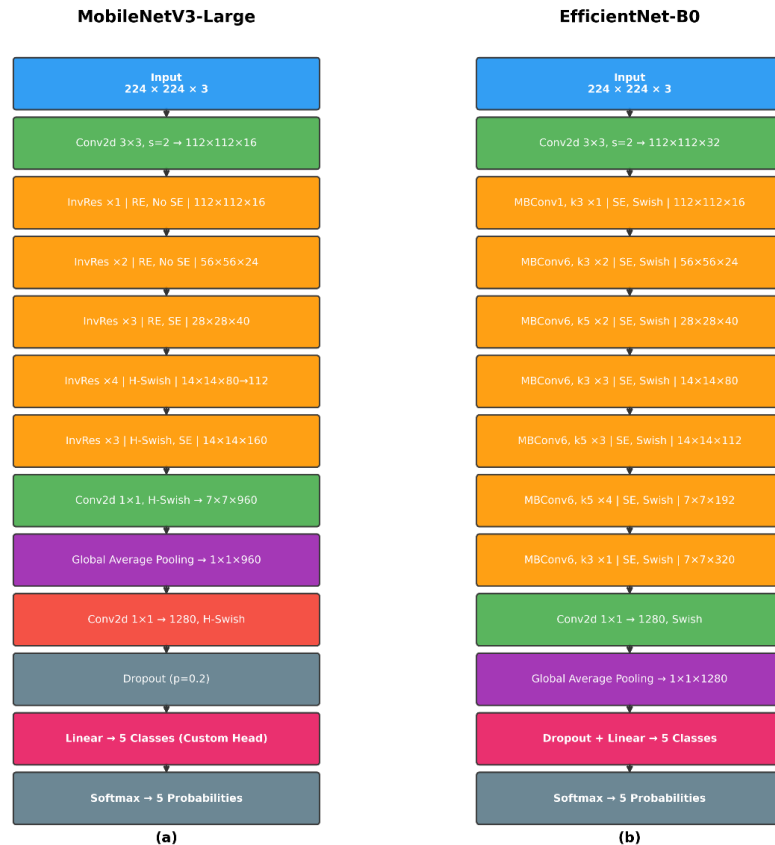 MobileNetV3-Large
Input
224 × 224 × 3
Conv2d 3×3, s=2 → 112×112×16
InvRes ×1 | RE, No SE | 112×112×16
InvRes ×2 | RE, No SE | 56×56×24
InvRes ×3 | RE, SE | 28×28×40
InvRes ×4 | H-Swish | 14×14×80→112
InvRes ×3 | H-Swish, SE | 14×14×160
Conv2d 1×1, H-Swish → 7×7×960
Global Average Pooling → 1×1×960
Conv2d 1×1 → 1280, H-Swish
Dropout (p=0.2)
Linear → 5 Classes (Custom Head)
Softmax → 5 Probabilities
(a)
EfficientNet-B0
Input
224 × 224 × 3
Conv2d 3×3, s=2 → 112×112×32
MBConv1, k3 ×1 | SE, Swish | 112×112×16
MBConv6, k3 ×2 | SE, Swish | 56×56×24
MBConv6, k5 ×2 | SE, Swish | 28×28×40
MBConv6, k3 ×3 | SE, Swish | 14×14×80
MBConv6, k5 ×3 | SE, Swish | 14×14×112
MBConv6, k5 ×4 | SE, Swish | 7×7×192
MBConv6, k3 ×1 | SE, Swish | 7×7×320
Conv2d 1×1 → 1280, Swish
Global Average Pooling → 1×1×1280
Dropout + Linear → 5 Classes
Softmax → 5 Probabilities
(b)